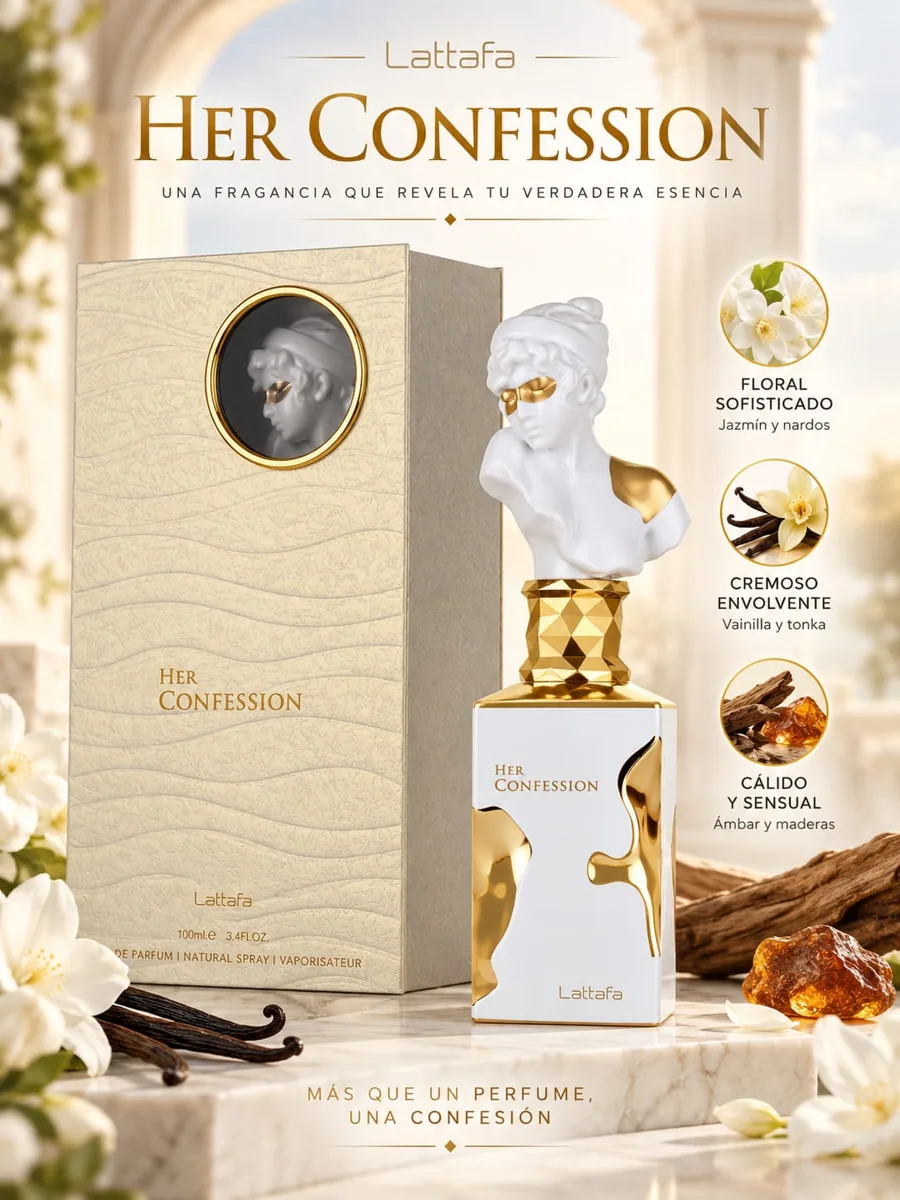 Lattafa
HER CONFESSION
UNA FRAGANCIA QUE REVELA TU VERDADERA ESENCIA
FLORAL
SOFISTICADO
Jazmín y nardos
CREMOSO
ENVOLVENTE
Vainilla y tonka
CÁLIDO
Y SENSUAL
Ámbar y maderas
HER
CONFESSION
Lattafa
100ml.e 3.4FLOZ.
DE PARFUM | NATURAL SPRAY | VAPORISATEUR
HER
CONFESSION
Lattafa
MÁS QUE UN PERFUME,
UNA CONFESIÓN